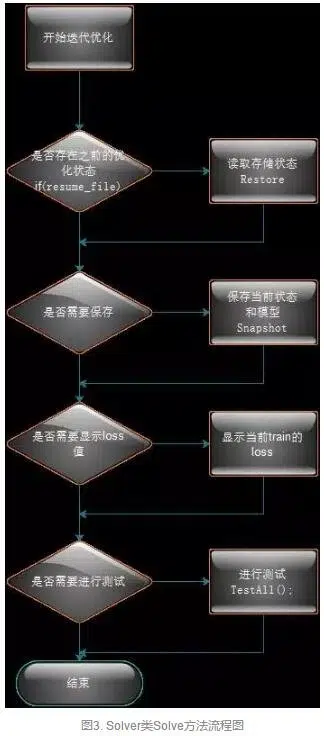 开始迭代优化
是否存在之前的优
化状态
if(resume_file)
读取存储状态
Restore
是否需要保存
保存当前状态
和模型
Snapshot
是否需要显示loss
值
显示当前train的
loss
是否需要进行测试
进行测试
TestAll();
结束
图3. Solver类Solve方法流程图